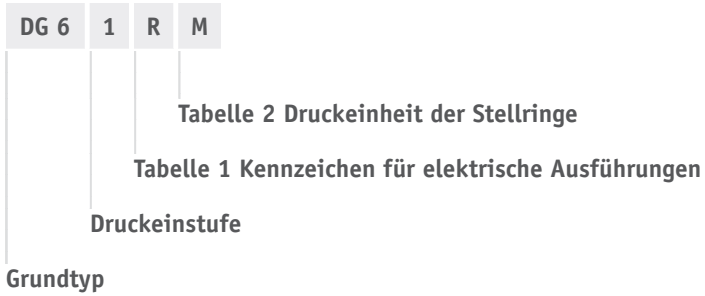 DG 6 1 R M
Tabelle 2 Druckeinheit der Stellringe
Tabelle 1 Kennzeichen für elektrische Ausführungen
Druckeinstufe
Grundtyp